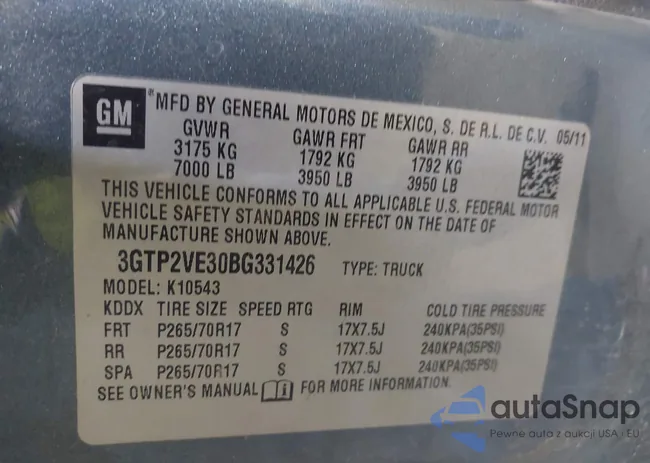 GM
®MFD BY GENERAL MOTORS DE MEXICO, S. DE R.L. DE C.V. 05/11
GVWR GAWR FRT GAWR RR
3175 KG 1792 KG 1792 KG
7000 LB 3950 LB 3950 LB
THIS VEHICLE CONFORMS TO ALL APPLICABLE U.S. FEDERAL MOTOR
VEHICLE SAFETY STANDARDS IN EFFECT ON THE DATE OF
MANUFACTURE SHOWN ABOVE.
3GTP2VE30BG331426 TYPE: TRUCK
MODEL: K10543
KDDX TIRE SIZE SPEED RTG RIM COLD TIRE PRESSURE
FRT P265/70R17 S 17X7.5J 240KPA(35PSI)
RR P265/70R17 S 17X7.5J 240KPA(35PSI)
SPA P265/70R17 S 17X7.5J 240KPA(35PSI)
SEE OWNER'S MANUAL FOR MORE INFORMATION.
autaSnap
Pewne auta z aukcji USA i EU